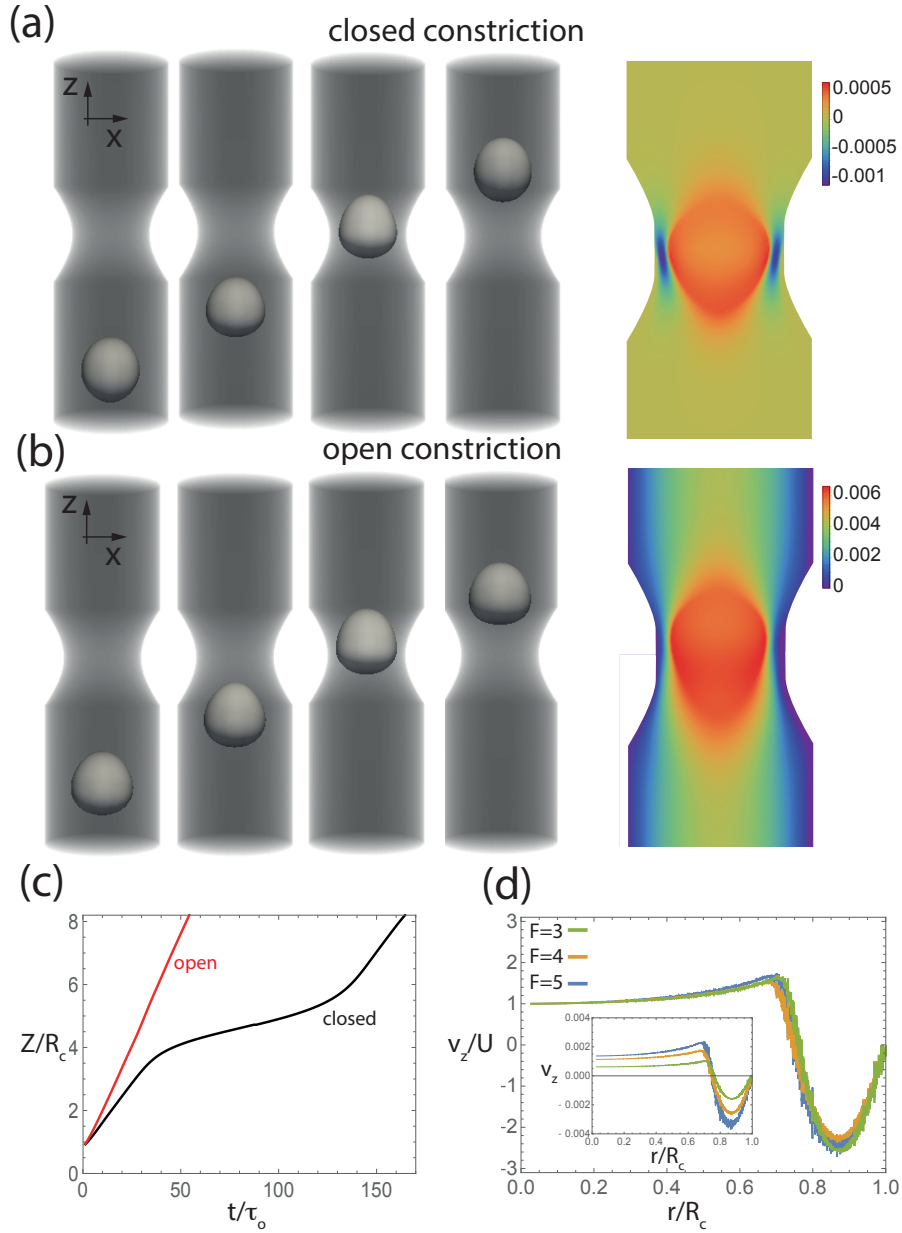 (a)
closed constriction
z
x
0.0005
0
-0.0005
-0.001
(b)
open constriction
z
x
0.006
0.004
0.002
0
(c)
8
6
4
2
0
Z/R_c
open
closed
0
50
100
150
t/τ_o
(d)
3
2
1
0
-1
-2
-3
v_z/U
F=3
F=4
F=5
0.004
0.002
0.000
- 0.002
- 0.004
v_z
0.0 0.2 0.4 0.6 0.8 1.0
r/R_c
0.0 0.2 0.4 0.6 0.8 1.0
r/R_c